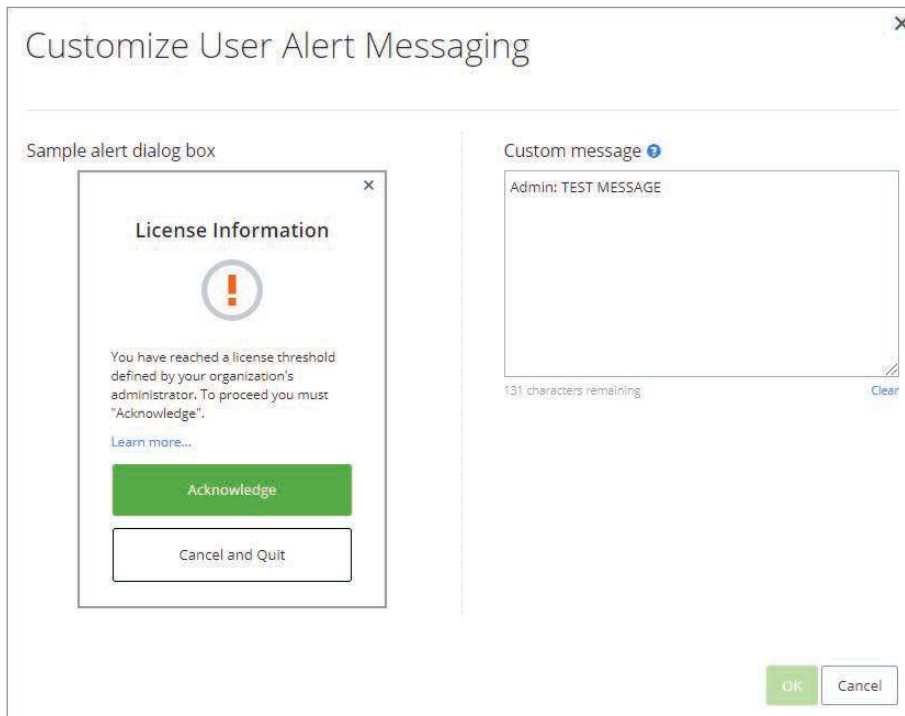 Customize User Alert Messaging
Sample alert dialog box
License Information
You have reached a license threshold
defined by your organization's
administrator. To proceed you must
"Acknowledge".
Learn more...
Acknowledge
Cancel and Quit
Custom message
Admin: TEST MESSAGE
131 characters remaining
Clear
OK
Cancel